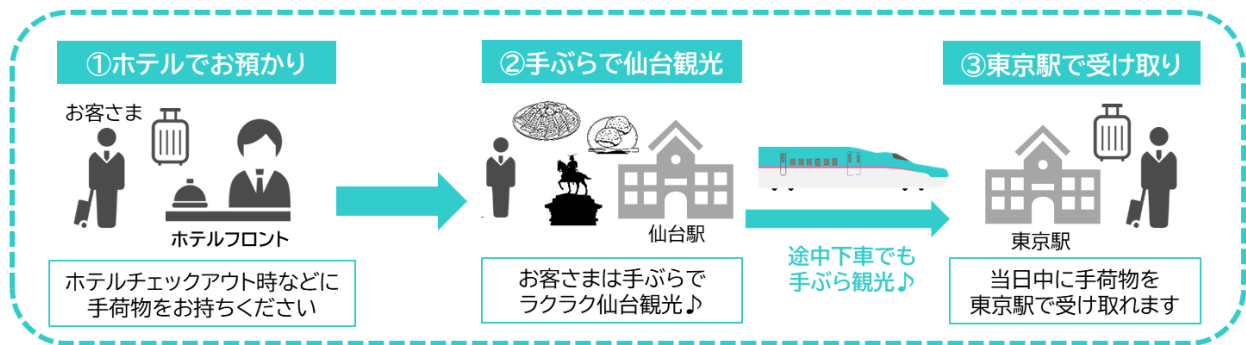 ①ホテルでお預かり
お客さま
ホテルフロント
ホテルチェックアウト時などに
手荷物をお持ちください
②手ぶらで仙台観光
仙台駅
お客さまは手ぶらで
ラクラク仙台観光♪
途中下車でも
手ぶら観光♪
③東京駅で受け取り
東京駅
当日中に手荷物を
東京駅で受け取れます